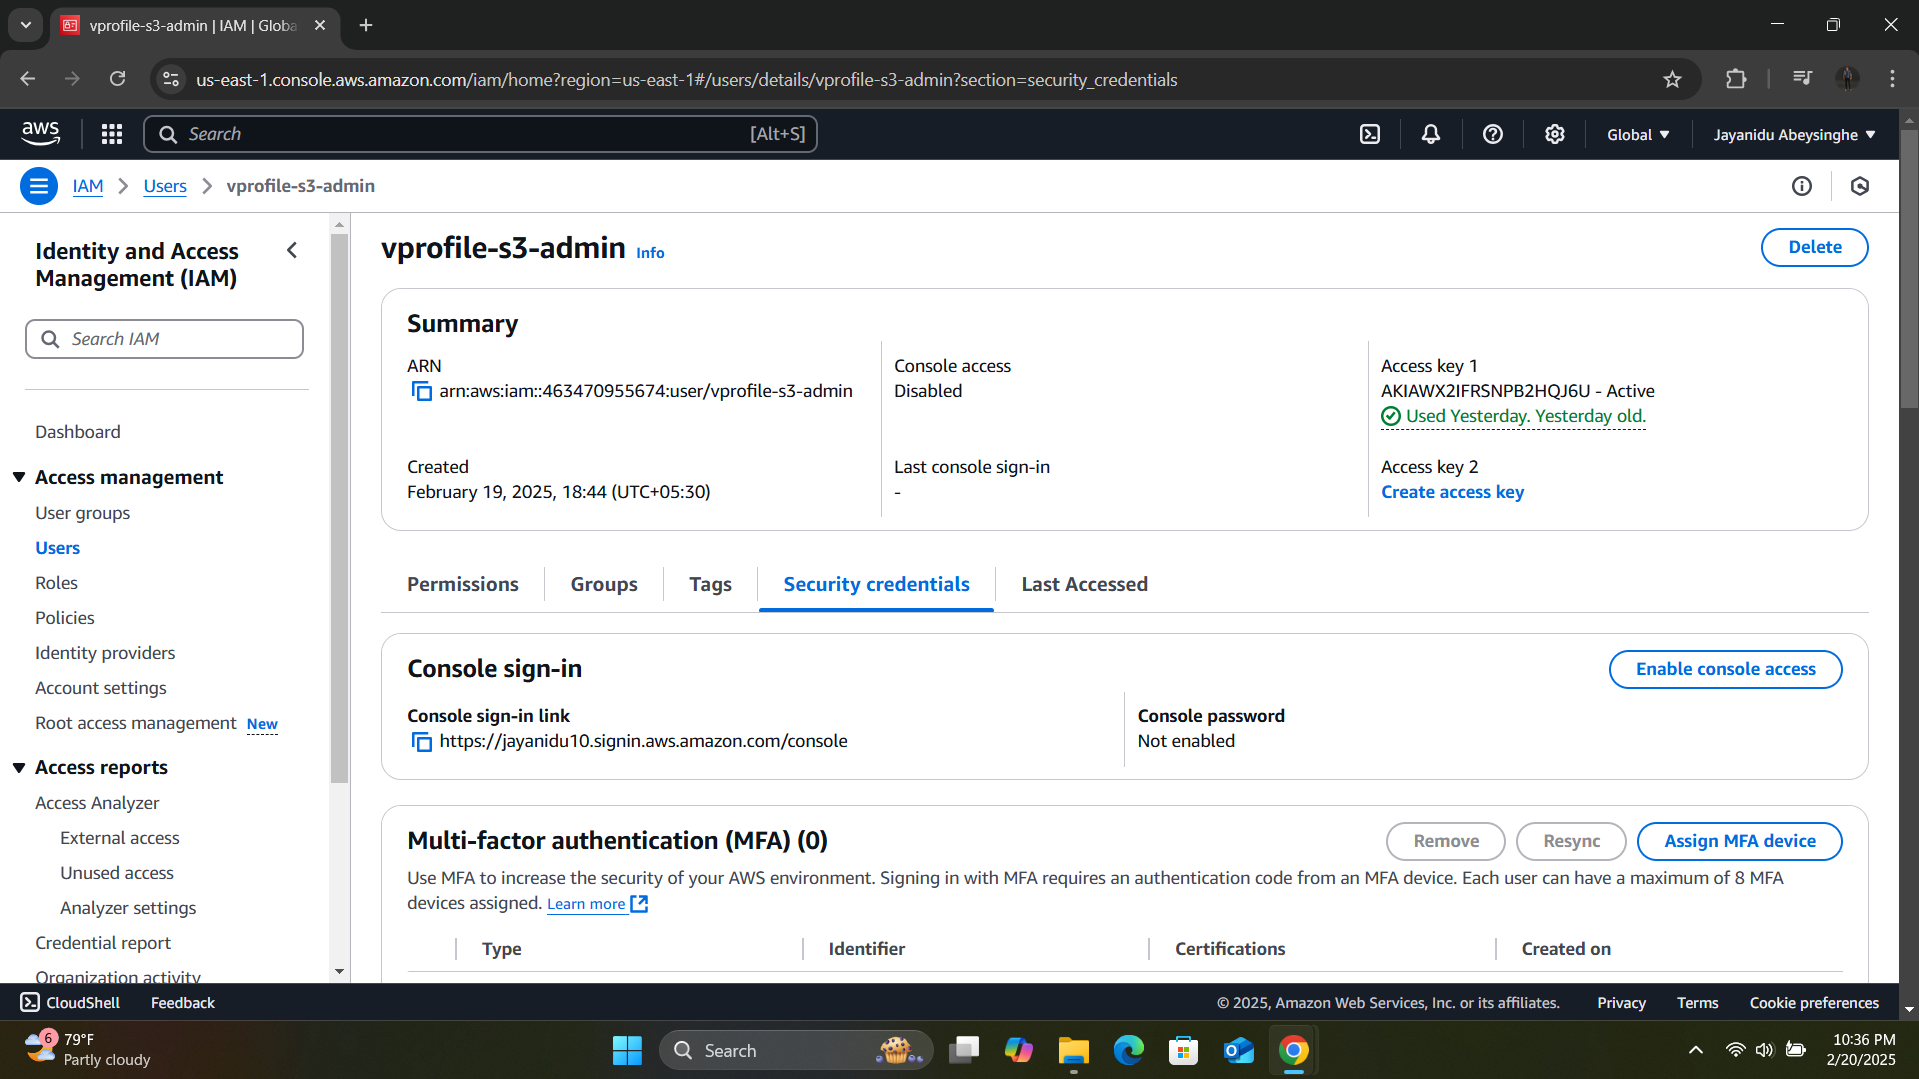 vprofile-s3-admin | IAM | Globa
us-east-1.console.aws.amazon.com/iam/home?region=us-east-1#/users/details/vprofile-s3-admin?section=security_credentials
aws
Search
[Alt+S]
Global
Jayanidu Abeysinghe
IAM
Users
vprofile-s3-admin
Identity and Access
Management (IAM)
Search IAM
Dashboard
Access management
User groups
Users
Roles
Policies
Identity providers
Account settings
Root access management New
Access reports
Access Analyzer
External access
Unused access
Analyzer settings
Credential report
Organization activity
vprofile-s3-admin Info
Delete
Summary
ARN
arn:aws:iam::463470955674:user/vprofile-s3-admin
Console access
Disabled
Access key 1
AKIAWX2IFRSNPB2HQJ6U - Active
Used Yesterday. Yesterday old.
Created
February 19, 2025, 18:44 (UTC+05:30)
Last console sign-in
-
Access key 2
Create access key
Permissions
Groups
Tags
Security credentials
Last Accessed
Console sign-in
Enable console access
Console sign-in link
https://jayanidu10.signin.aws.amazon.com/console
Console password
Not enabled
Multi-factor authentication (MFA) (0)
Remove
Resync
Assign MFA device
Use MFA to increase the security of your AWS environment. Signing in with MFA requires an authentication code from an MFA device. Each user can have a maximum of 8 MFA
devices assigned. Learn more
Type
Identifier
Certifications
Created on
CloudShell
Feedback
© 2025, Amazon Web Services, Inc. or its affiliates.
Privacy
Terms
Cookie preferences
6
79°F
Partly cloudy
Search
10:36 PM
2/20/2025